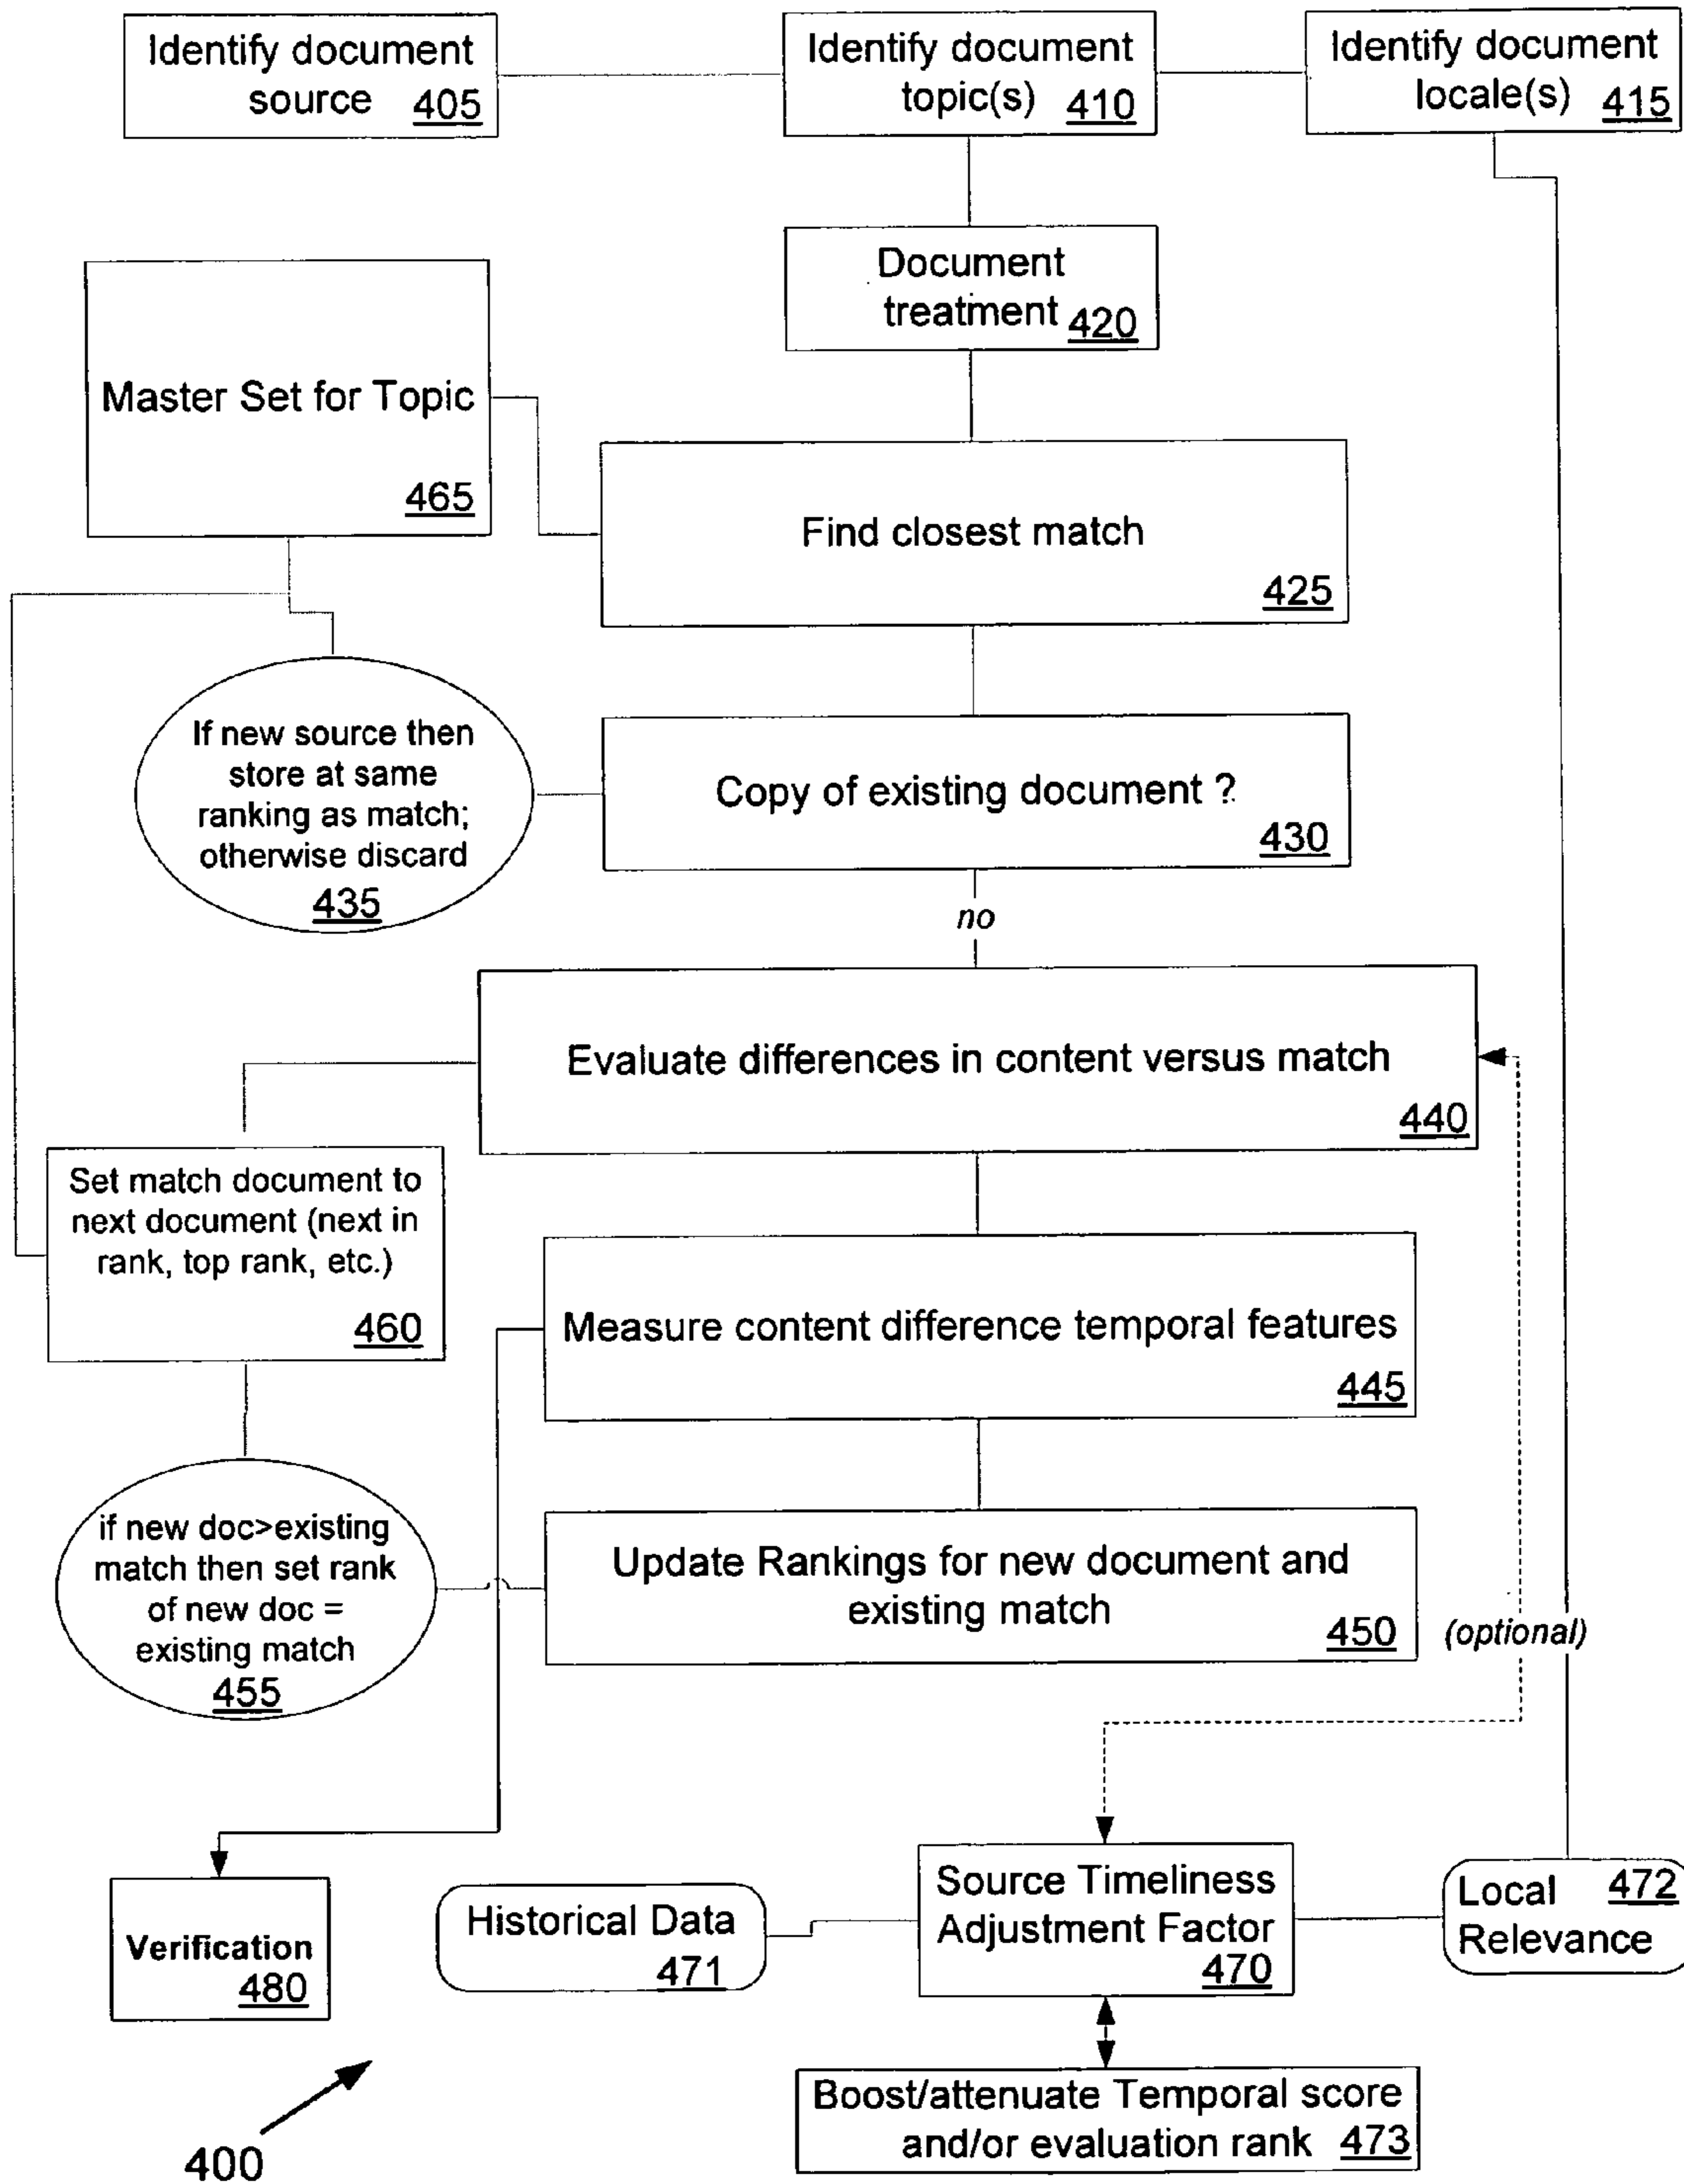 Identify document
source 405
Identify document
topic(s) 410
Identify document
locale(s) 415
Document
treatment 420
Master Set for Topic
465
Find closest match
425
If new source then
store at same
ranking as match;
otherwise discard
435
Copy of existing document ?
430
no
Evaluate differences in content versus match
440
Set match document to
next document (next in
rank, top rank, etc.)
460
Measure content difference temporal features
445
if new doc>existing
match then set rank
of new doc =
existing match
455
Update Rankings for new document and
existing match
450
(optional)
Verification
480
Historical Data
471
Source Timeliness
Adjustment Factor
470
Local 472
Relevance
Boost/attenuate Temporal score
and/or evaluation rank 473
400